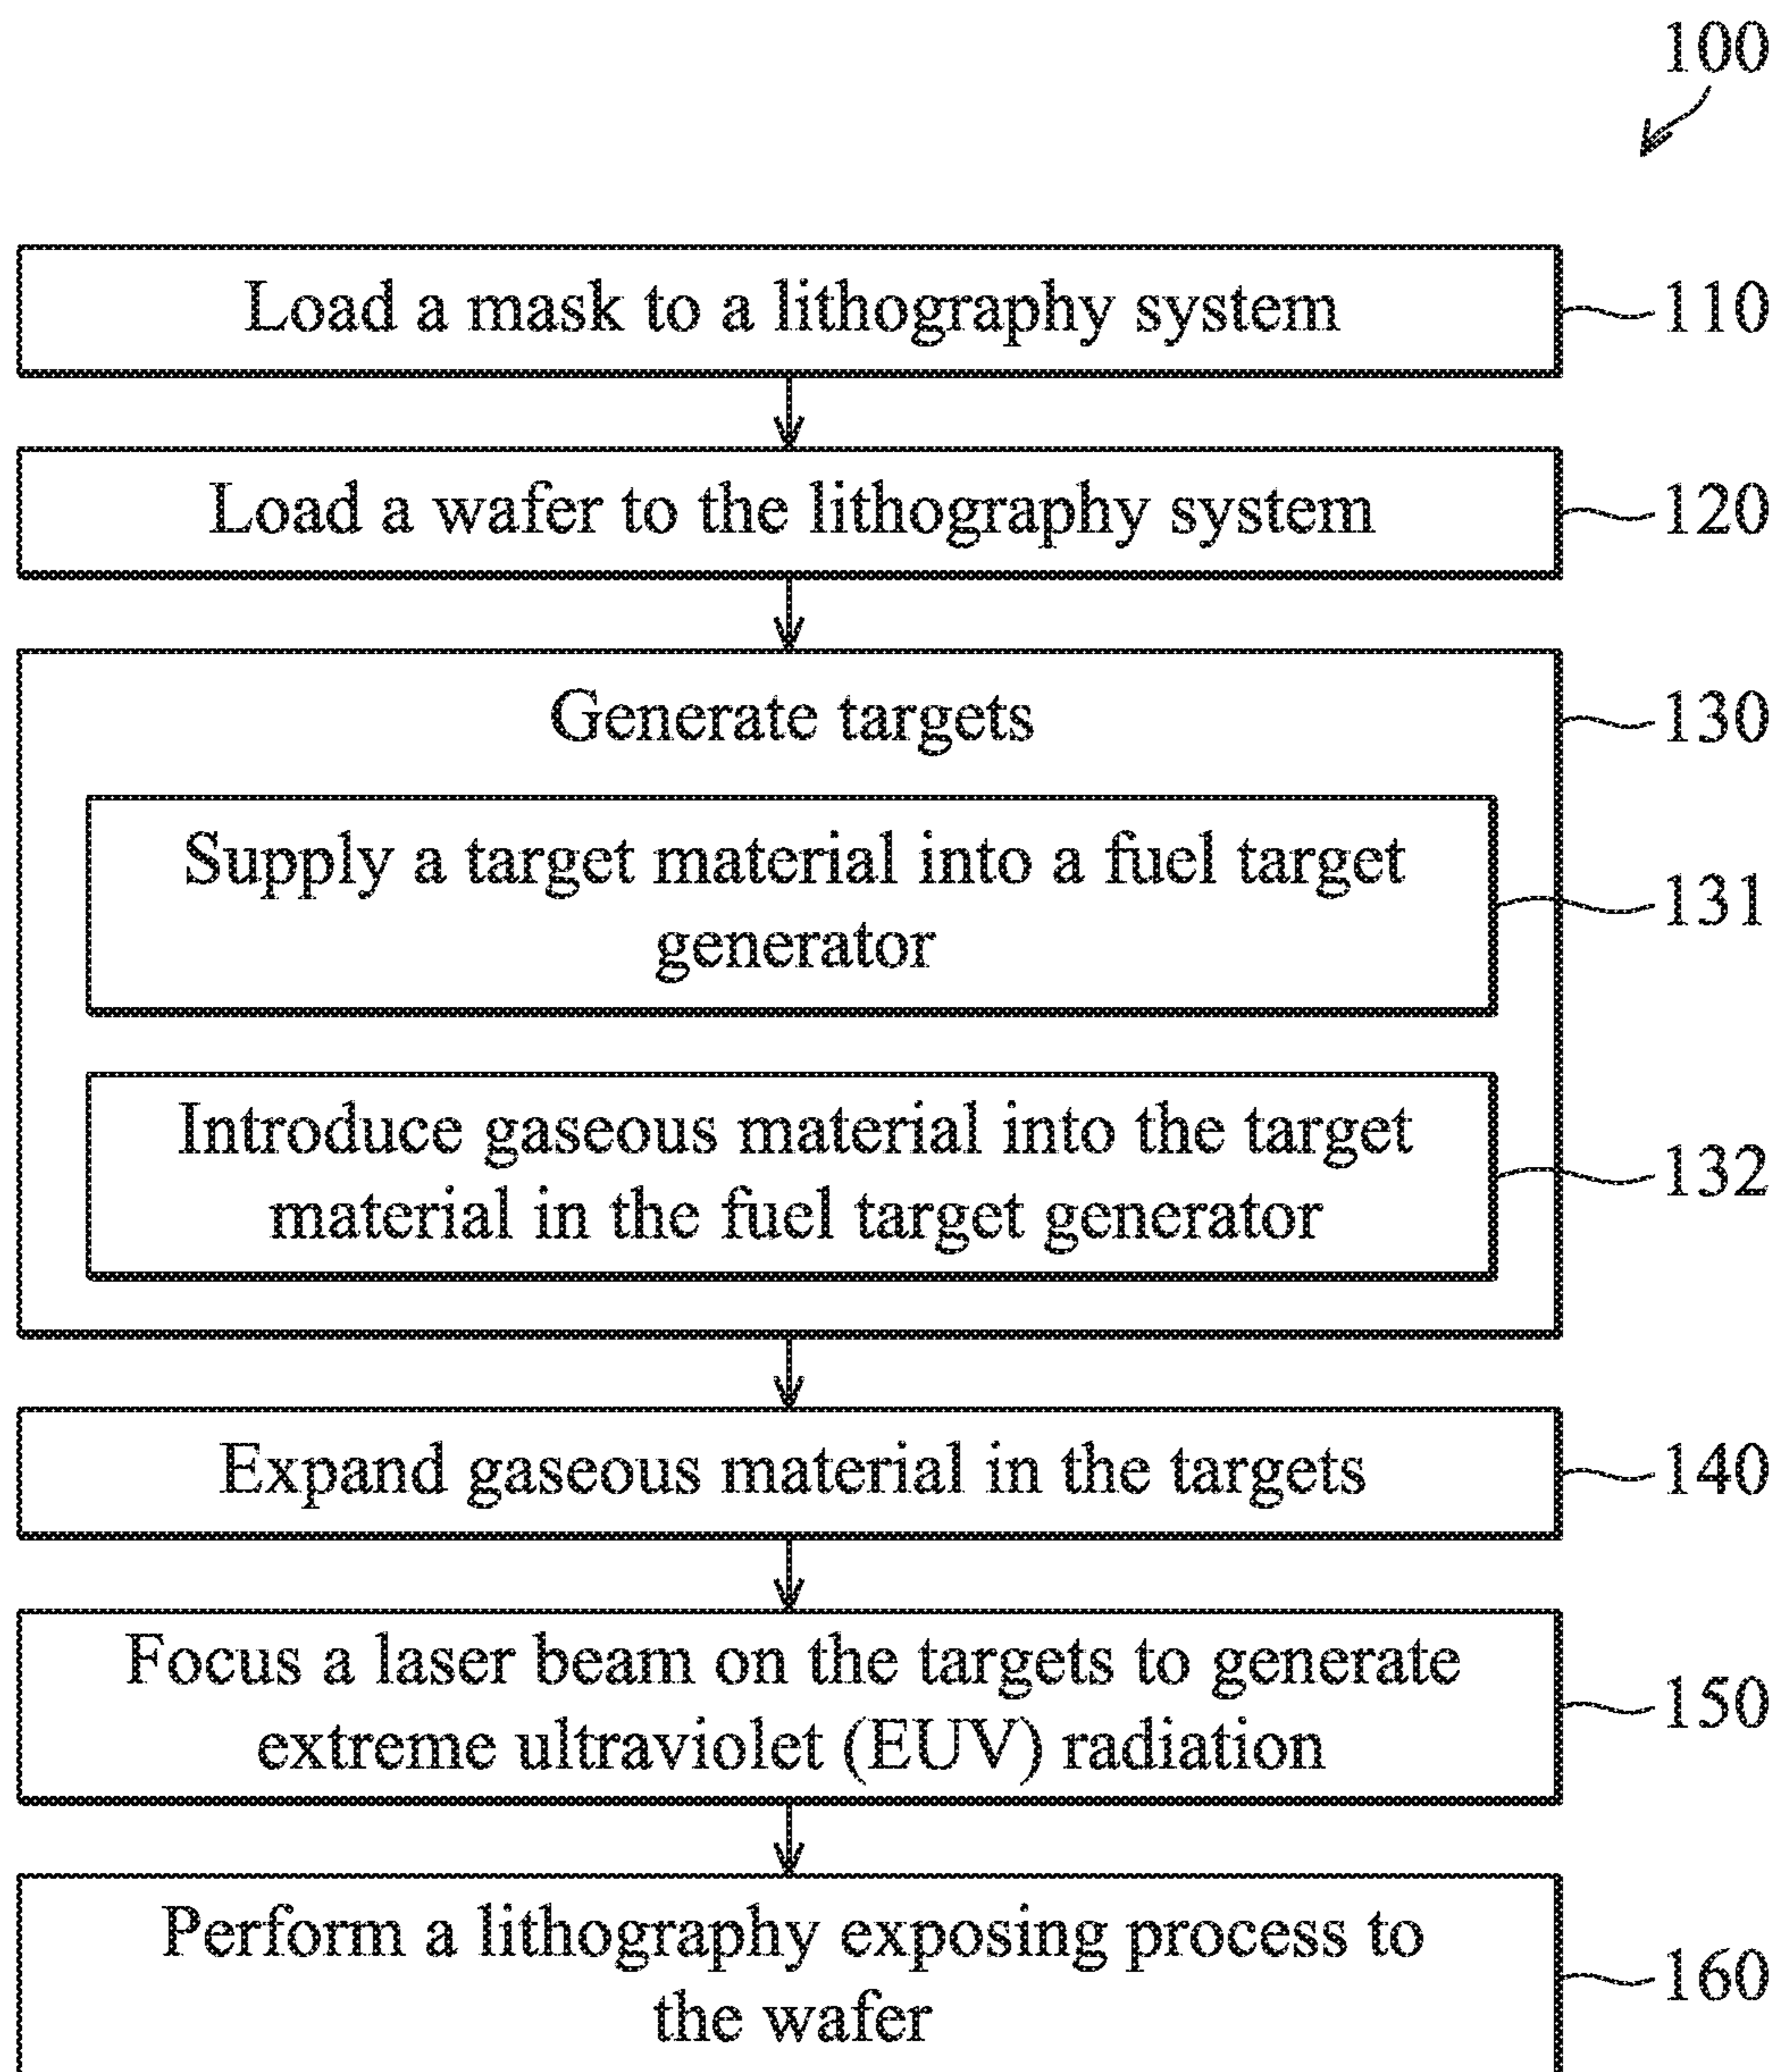 100
Load a mask to a lithography system
110
Load a wafer to the lithography system
120
Generate targets
130
Supply a target material into a fuel target
generator
131
Introduce gaseous material into the target
material in the fuel target generator
132
Expand gaseous material in the targets
140
Focus a laser beam on the targets to generate
extreme ultraviolet (EUV) radiation
150
Perform a lithography exposing process to
the wafer
160